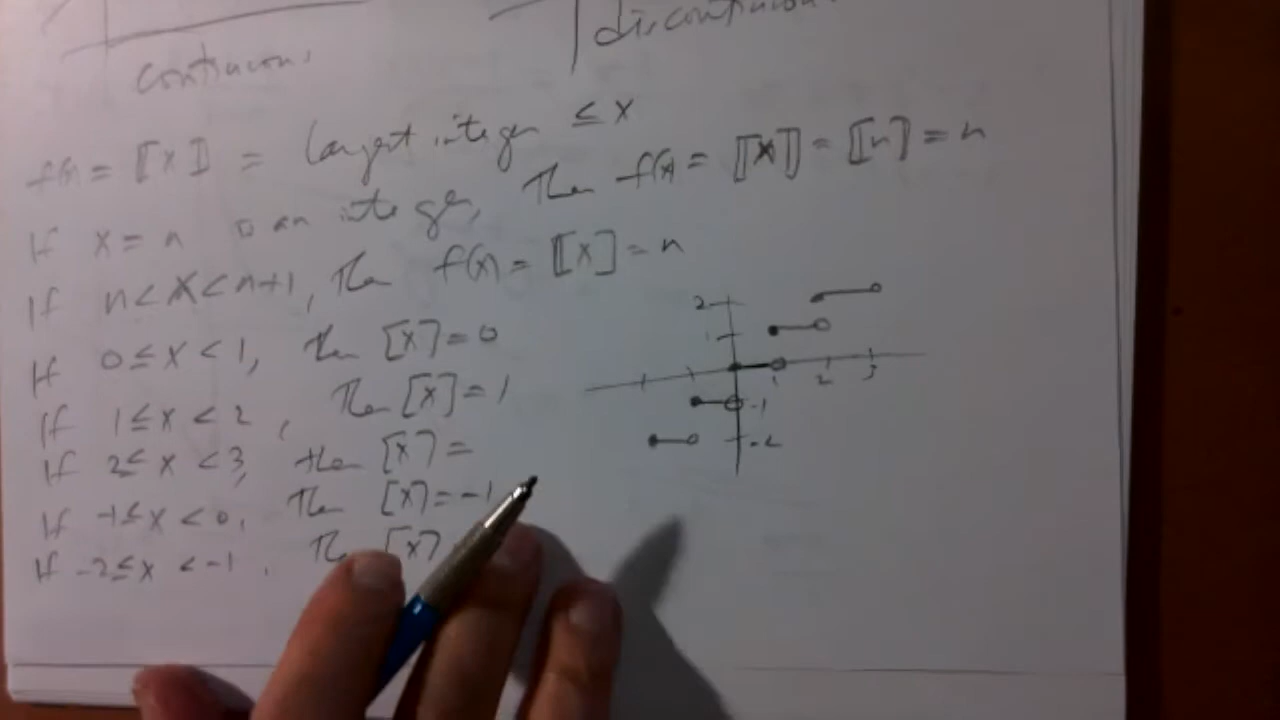 continuous
discontinuous
f(x) = ⟦x⟧ = largest integer ≤ x
If x = n is an integer, then f(x) = ⟦x⟧ = ⟦n⟧ = n
If n < x < n+1, then f(x) = ⟦x⟧ = n
If 0 ≤ x < 1, then [x] = 0
If 1 ≤ x < 2, then [x] = 1
If 2 ≤ x < 3, then [x] =
If -1 ≤ x < 0, then [x] = -1
If -2 ≤ x < -1, the [x]
2
1
1 2 3
-1
-2